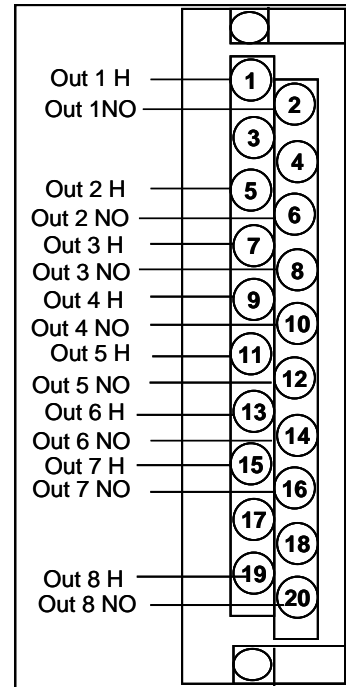 Out 1 H
1
Out 1NO
2
3
4
Out 2 H
5
Out 2 NO
6
Out 3 H
7
Out 3 NO
8
Out 4 H
9
Out 4 NO
10
Out 5 H
11
Out 5 NO
12
Out 6 H
13
Out 6 NO
14
Out 7 H
15
Out 7 NO
16
17
18
Out 8 H
19
Out 8 NO
20